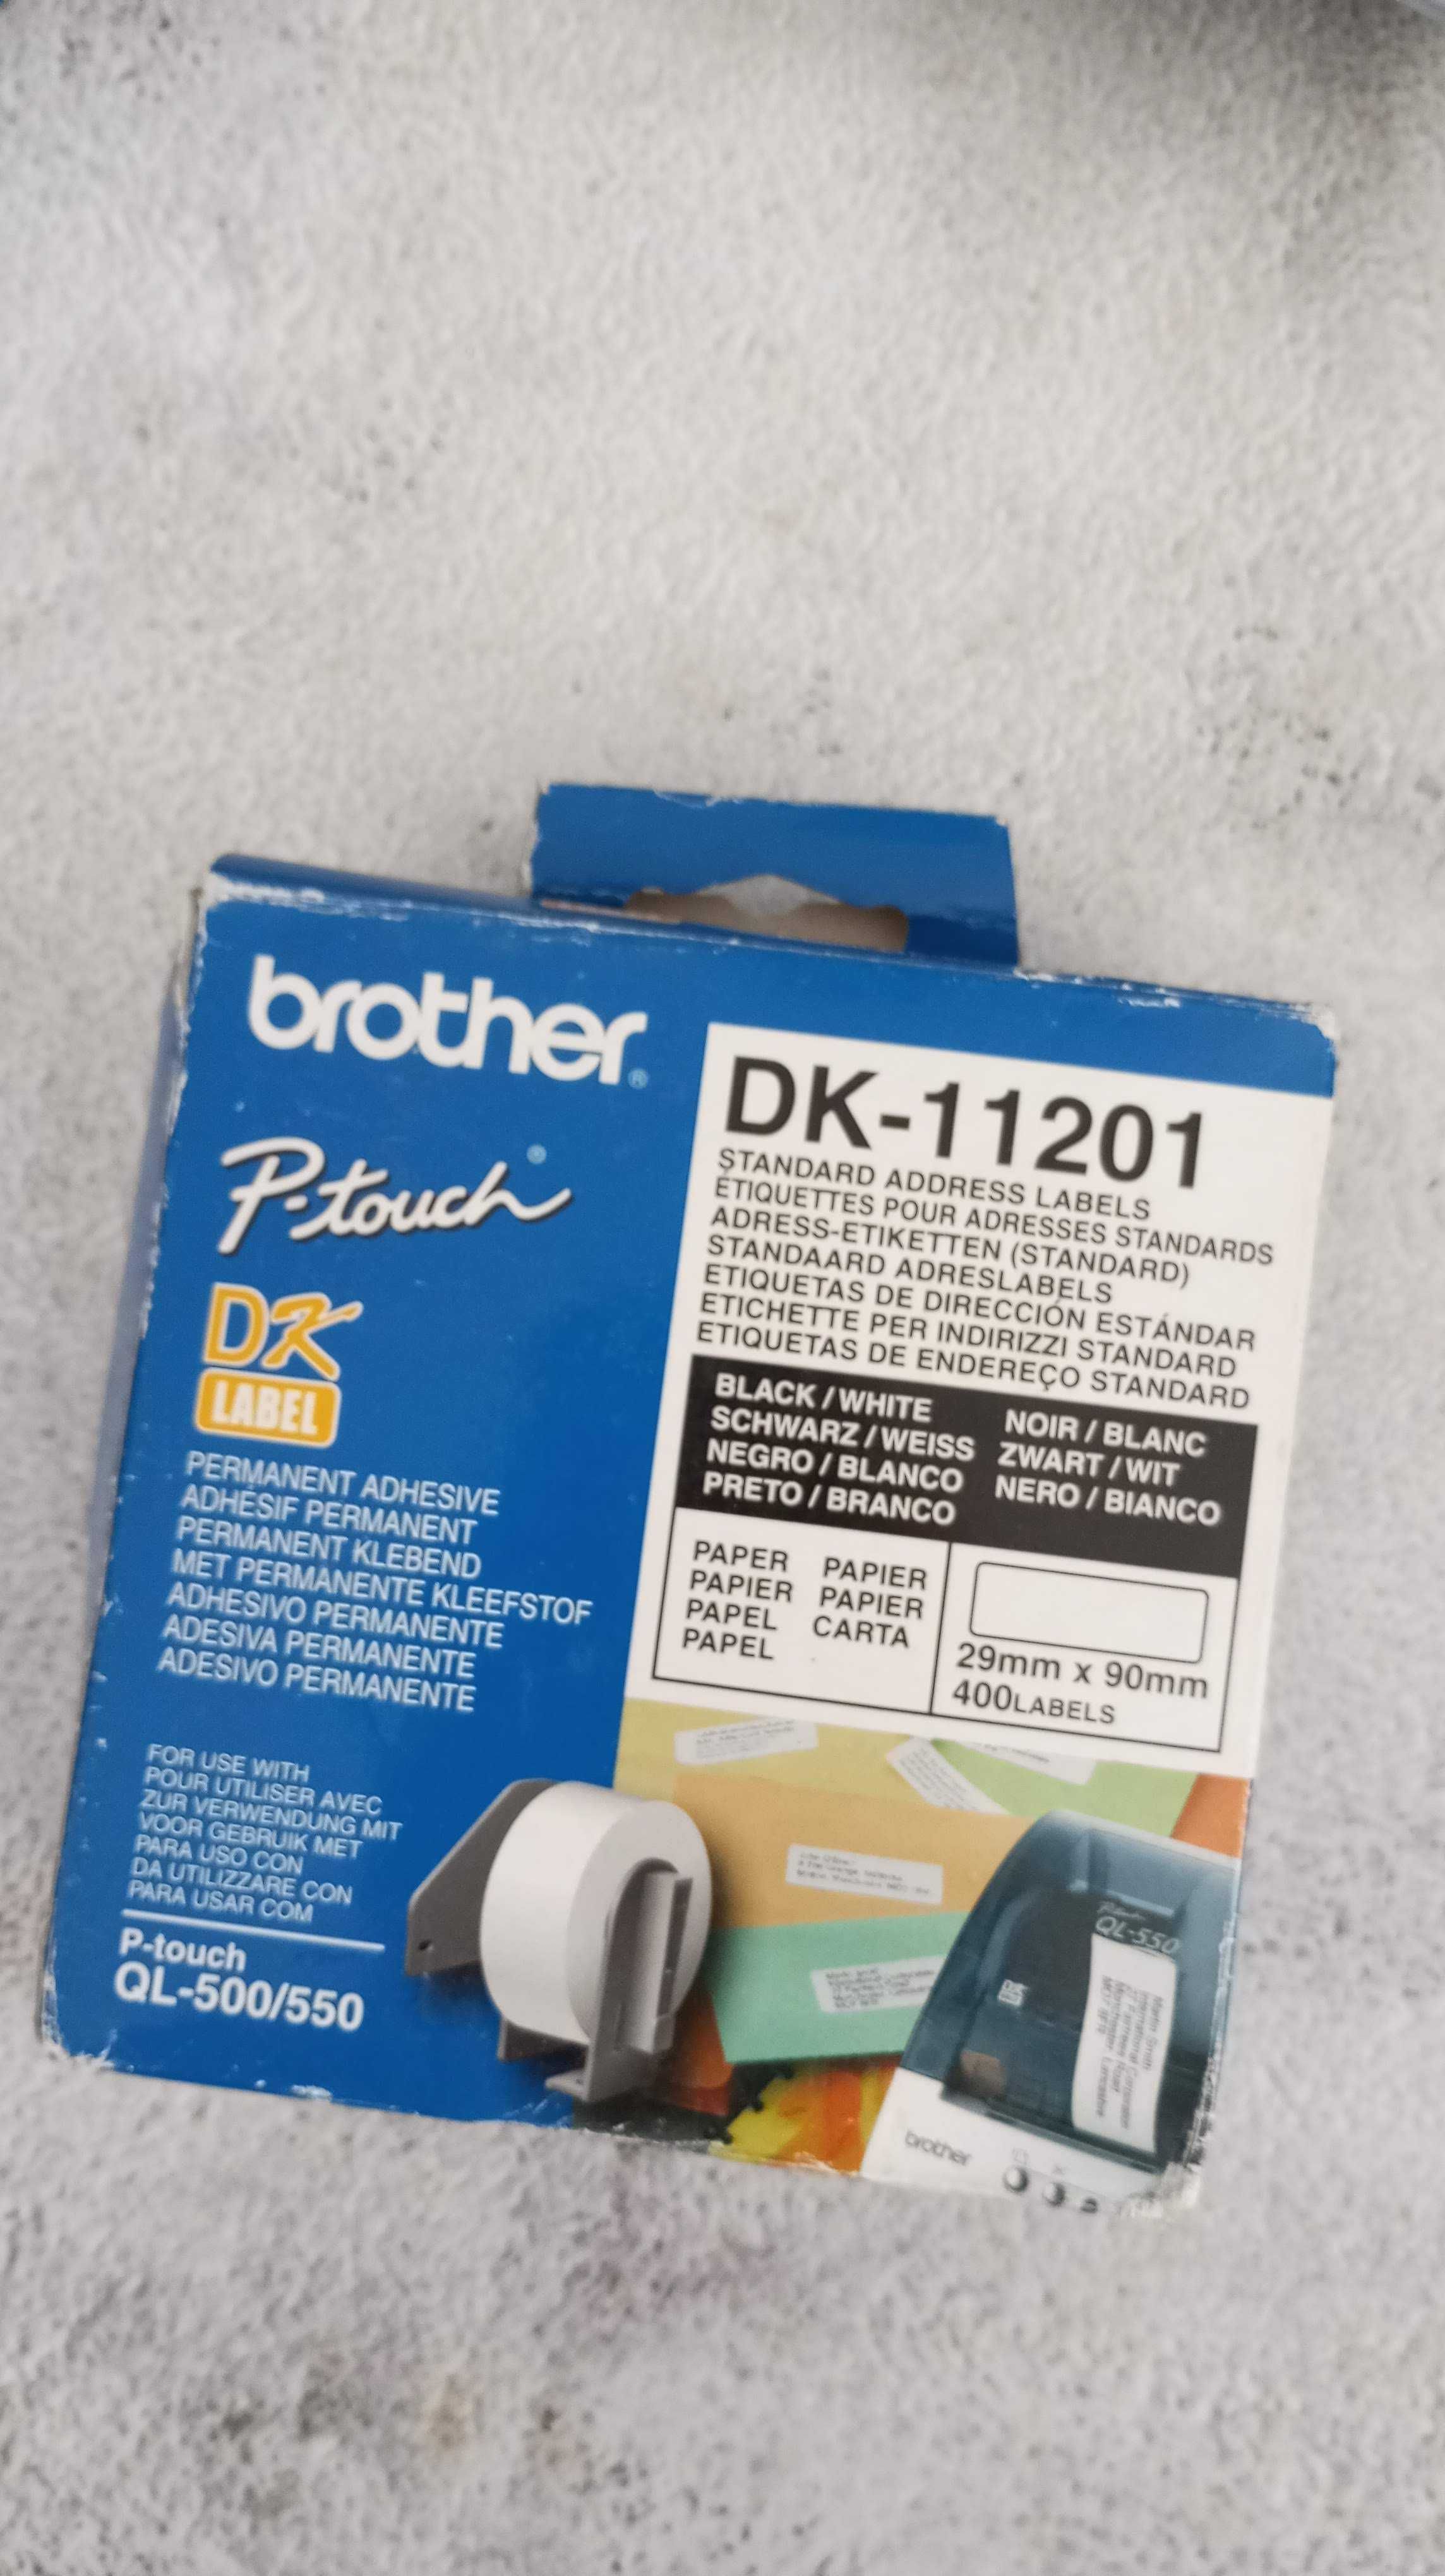 brother®
P-touch®
DK
LABEL
PERMANENT ADHESIVE
ADHÉSIF PERMANENT
PERMANENT KLEBEND
MET PERMANENTE KLEEFSTOF
ADHESIVO PERMANENTE
ADESIVA PERMANENTE
ADESIVO PERMANENTE
FOR USE WITH
POUR UTILISER AVEC
ZUR VERWENDUNG MIT
VOOR GEBRUIK MET
PARA USO CON
DA UTILIZZARE CON
PARA USAR COM
P-touch
QL-500/550
DK-11201
STANDARD ADDRESS LABELS
ÉTIQUETTES POUR ADRESSES STANDARDS
ADRESS-ETIKETTEN (STANDARD)
STANDAARD ADRESLABELS
ETIQUETAS DE DIRECCIÓN ESTÁNDAR
ETICHETTE PER INDIRIZZI STANDARD
ETIQUETAS DE ENDEREÇO STANDARD
BLACK / WHITE NOIR / BLANC
SCHWARZ / WEISS ZWART / WIT
NEGRO / BLANCO NERO / BIANCO
PRETO / BRANCO
PAPER PAPIER
PAPIER PAPIER
PAPEL CARTA
PAPEL
29mm x 90mm
400LABELS
P-touch
QL-550
DK
brother